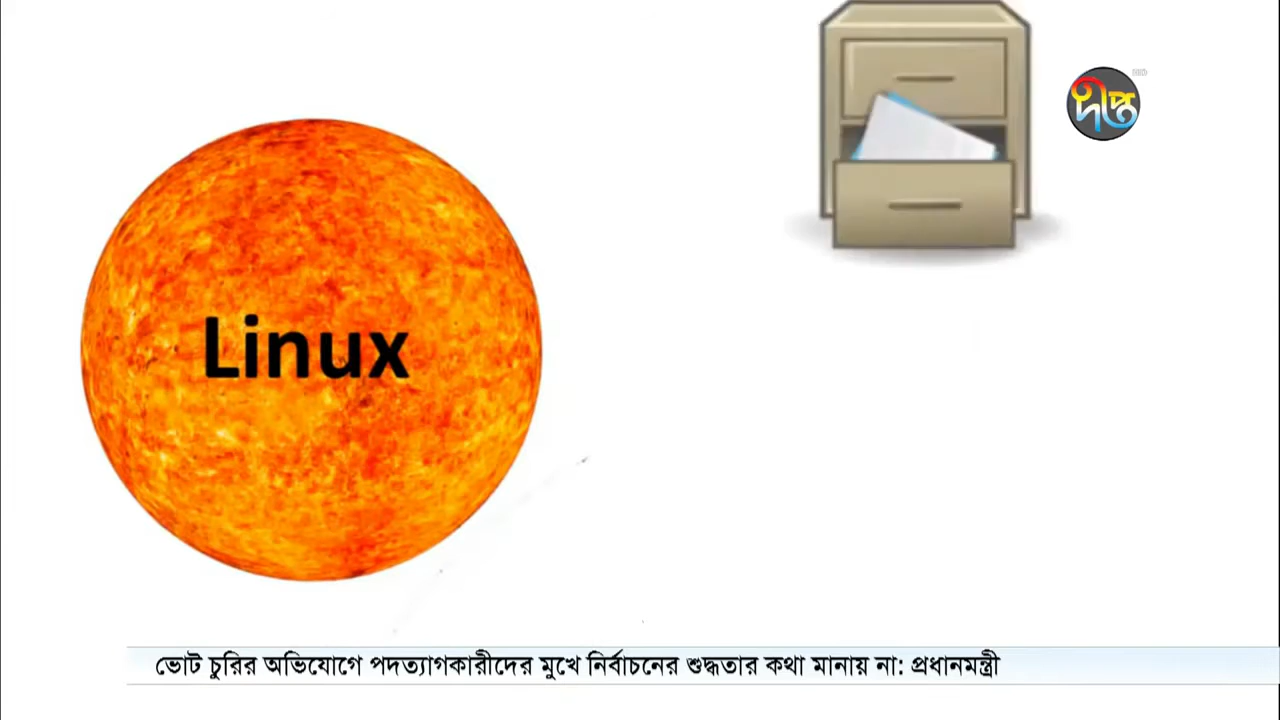 দীপ্ত
Linux
ভোট চুরির অভিযোগে পদত্যাগকারীদের মুখে নির্বাচনের শুদ্ধতার কথা মানায় না: প্রধানমন্ত্রী